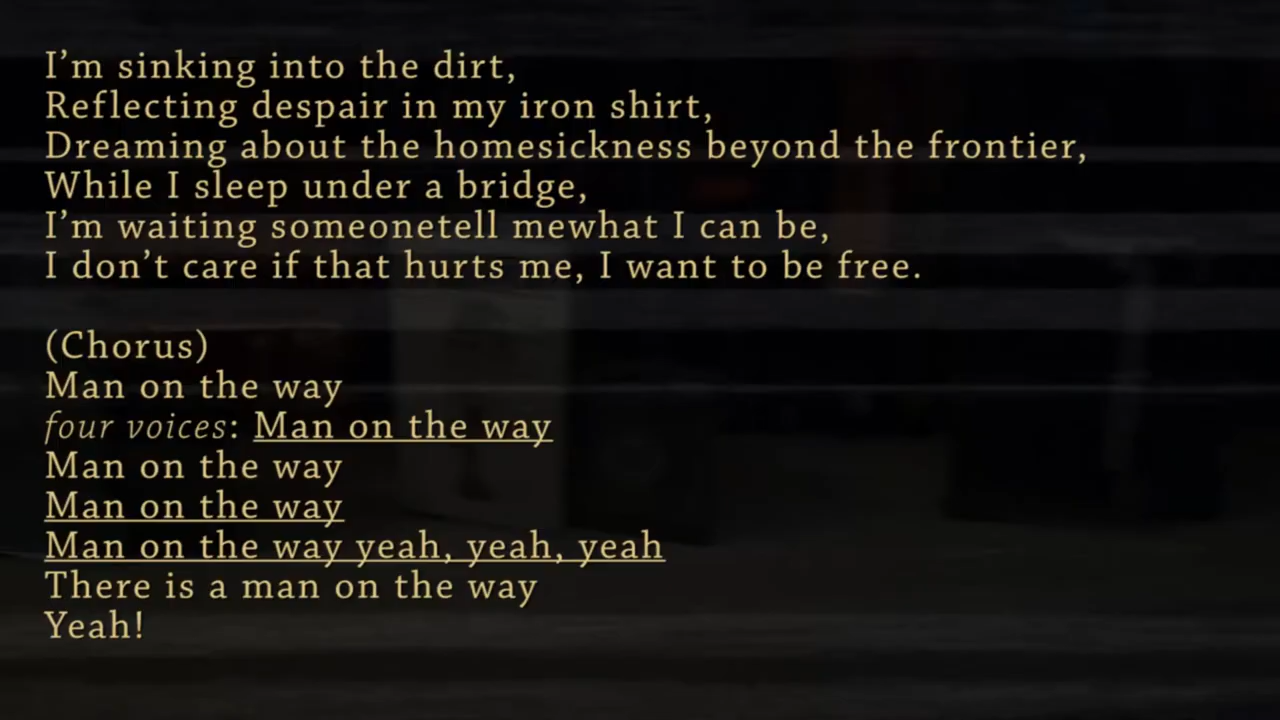 I’m sinking into the dirt,
Reflecting despair in my iron shirt,
Dreaming about the homesickness beyond the frontier,
While I sleep under a bridge,
I’m waiting someonetell mewhat I can be,
I don’t care if that hurts me, I want to be free.
(Chorus)
Man on the way
four voices: Man on the way
Man on the way
Man on the way
Man on the way yeah, yeah, yeah
There is a man on the way
Yeah!